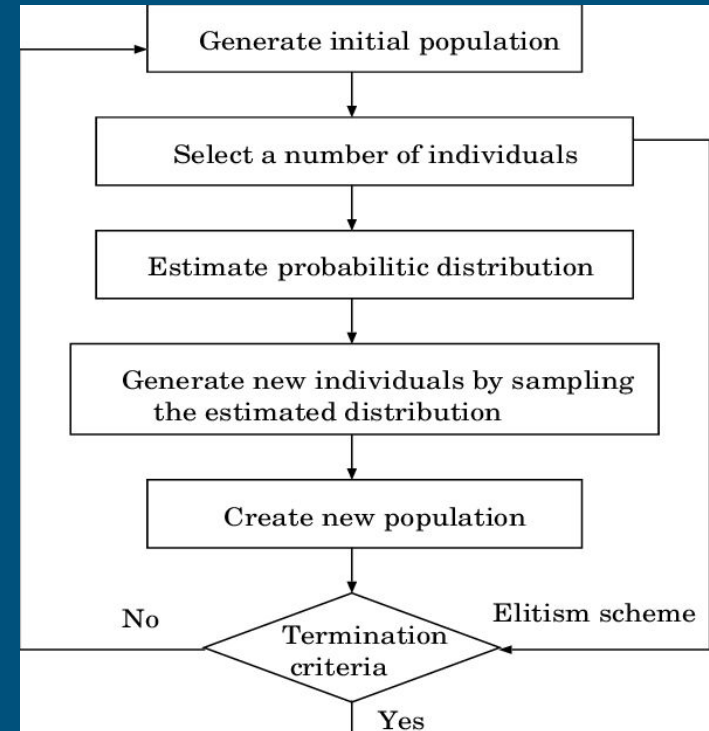 Generate initial population
Select a number of individuals
Estimate probabilitic distribution
Generate new individuals by sampling
the estimated distribution
Create new population
No
Termination
criteria
Elitism scheme
Yes